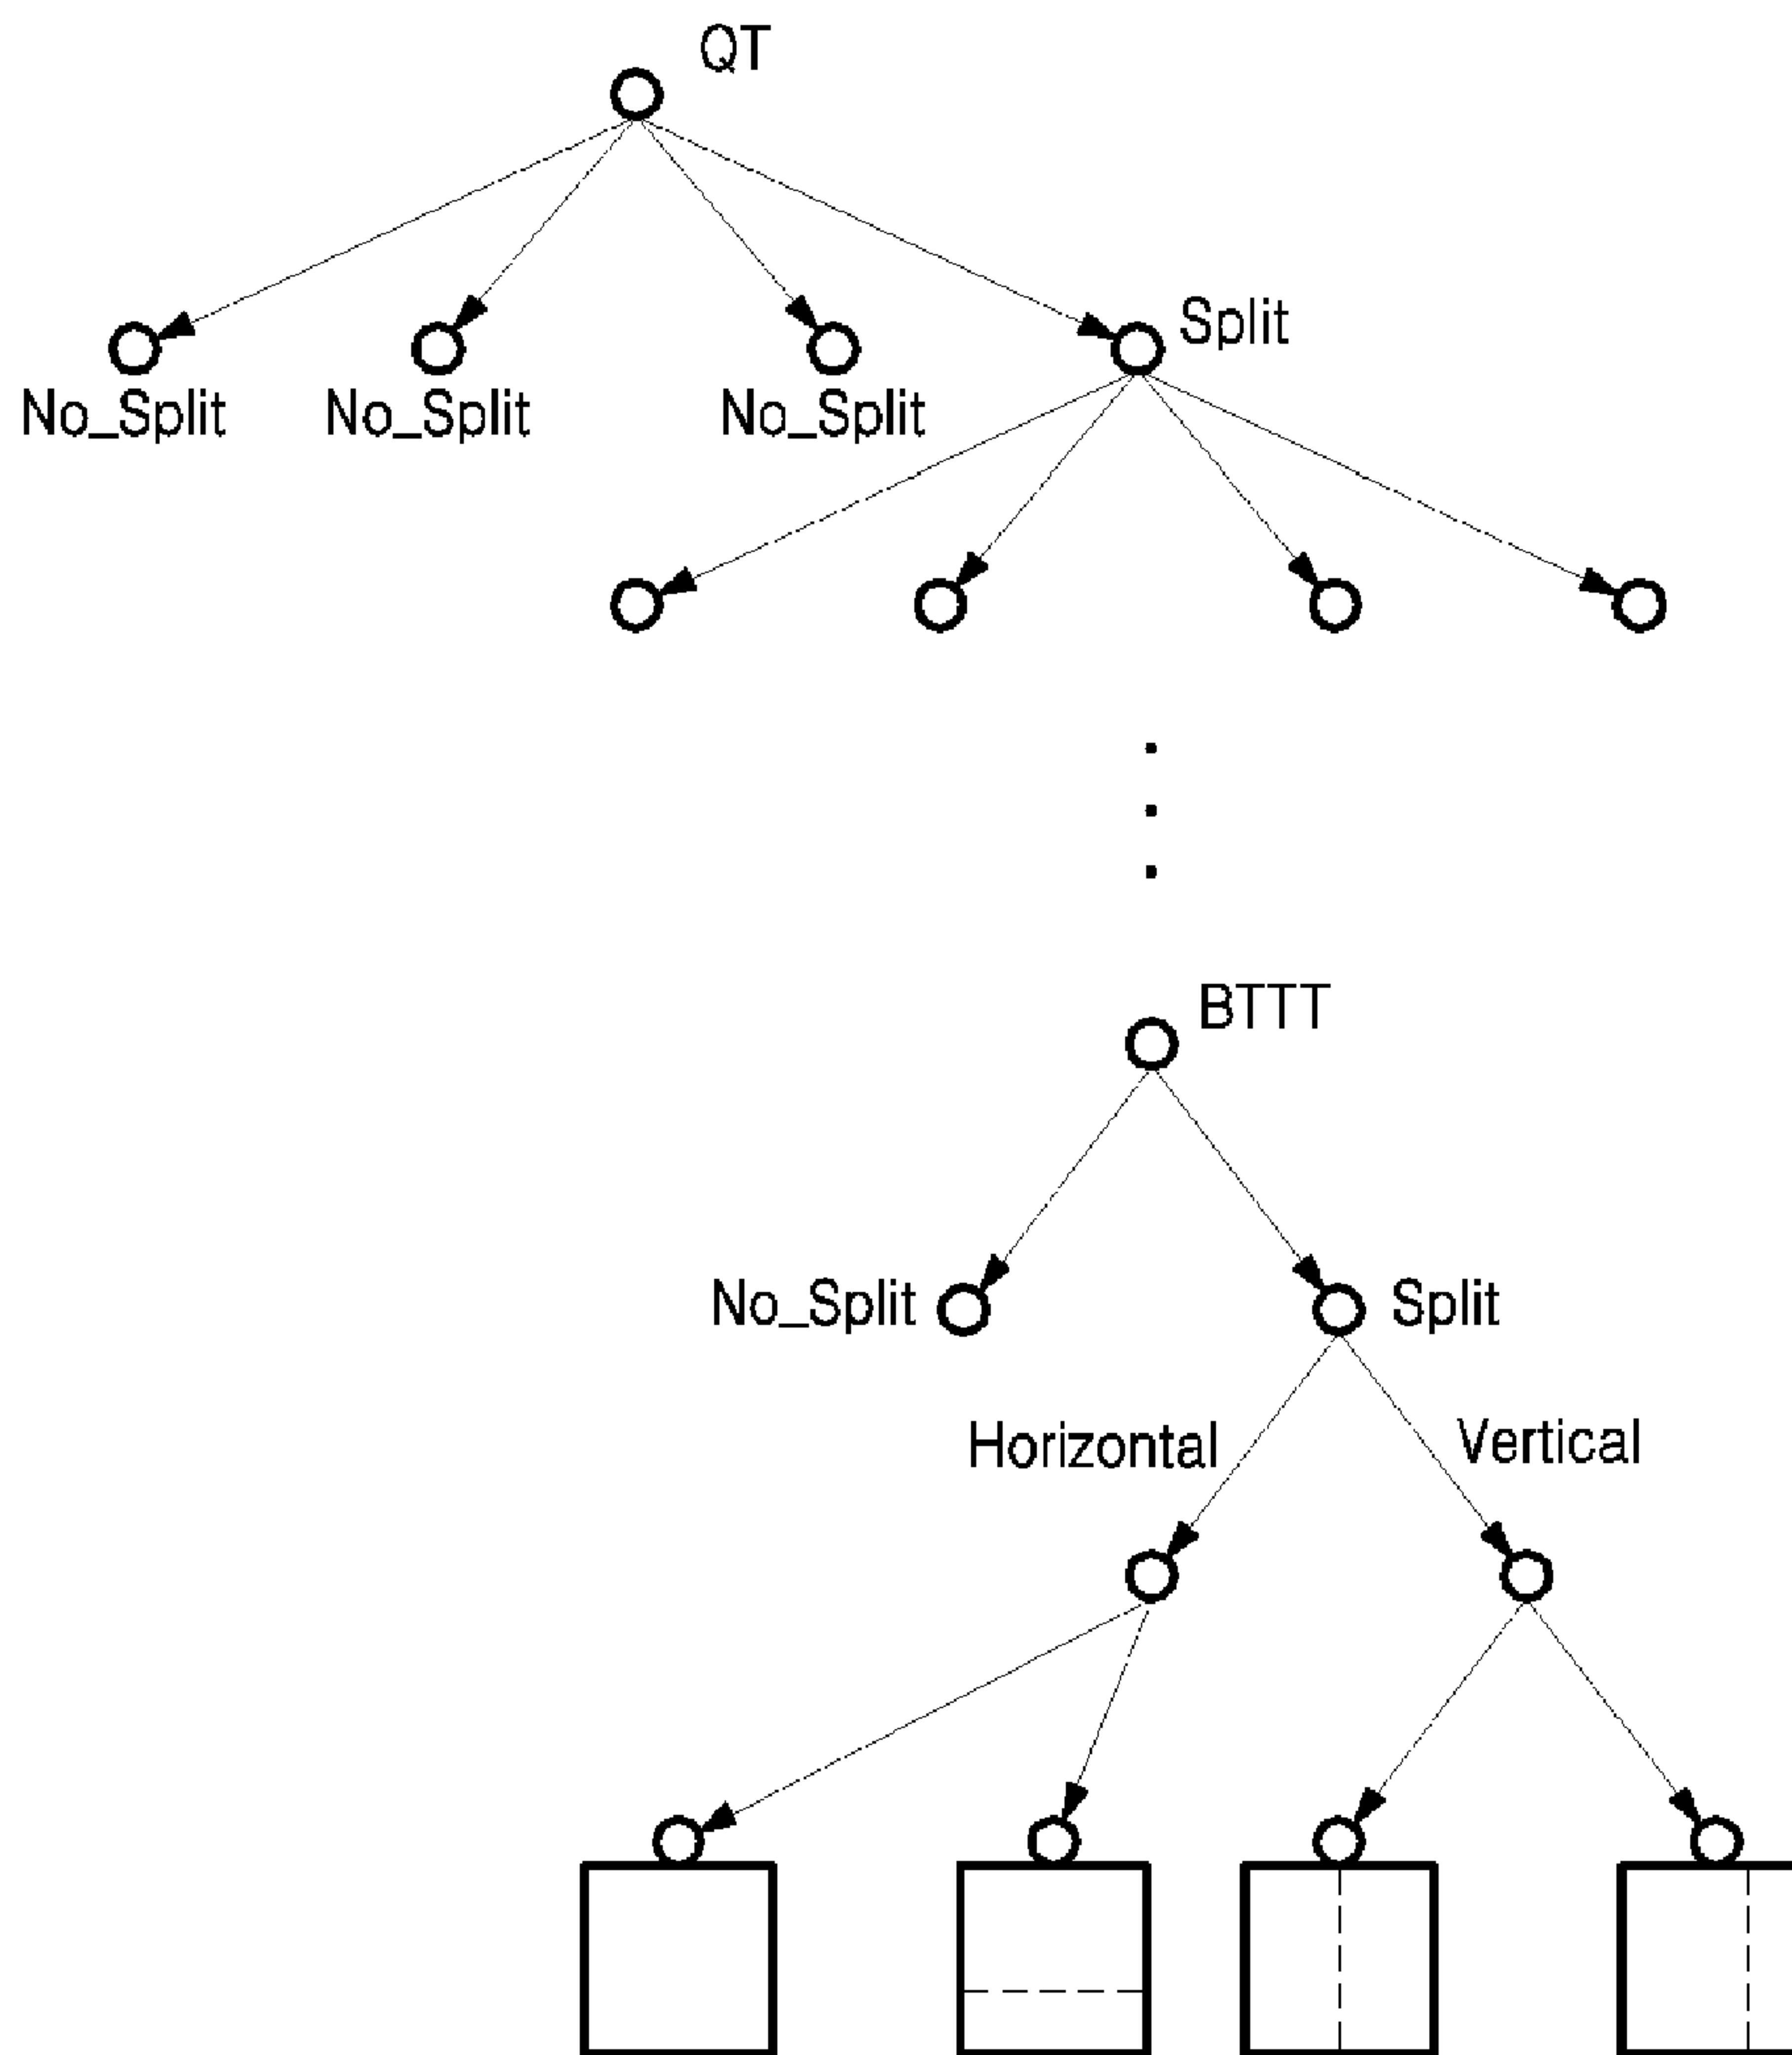 QT
Split
No_Split
No_Split
No_Split
BTTT
No_Split
Split
Horizontal
Vertical